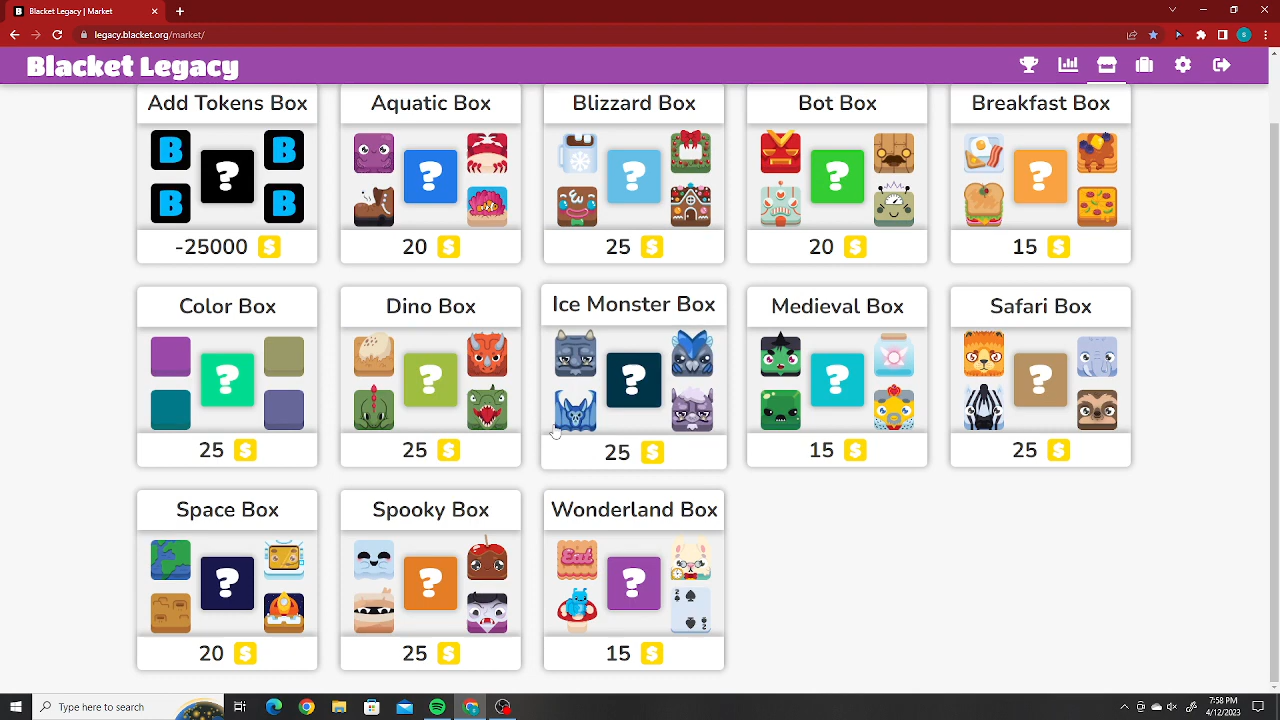 Blacket Legacy | Market
legacy.blacket.org/market/
S
Blacket Legacy
Add Tokens Box
Aquatic Box
Blizzard Box
Bot Box
Breakfast Box
B
B
?
?
?
?
?
B
B
-25000 $
20 $
25 $
20 $
15 $
Color Box
Dino Box
Ice Monster Box
Medieval Box
Safari Box
?
?
?
?
?
25 $
25 $
25 $
15 $
25 $
Space Box
Spooky Box
Wonderland Box
Eat
?
?
?
2
2
20 $
25 $
15 $
Type here to search
7:58 PM
4/12/2023